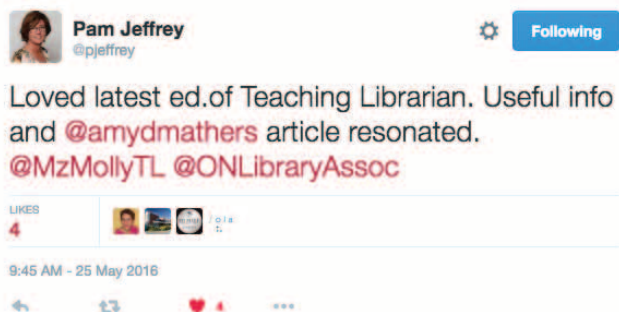 Pam Jeffrey
@pjeffrey
Following
Loved latest ed.of Teaching Librarian. Useful info
and @amydmathers article resonated.
@MzMollyTL @ONLibraryAssoc
LIKES
4
9:45 AM - 25 May 2016
4